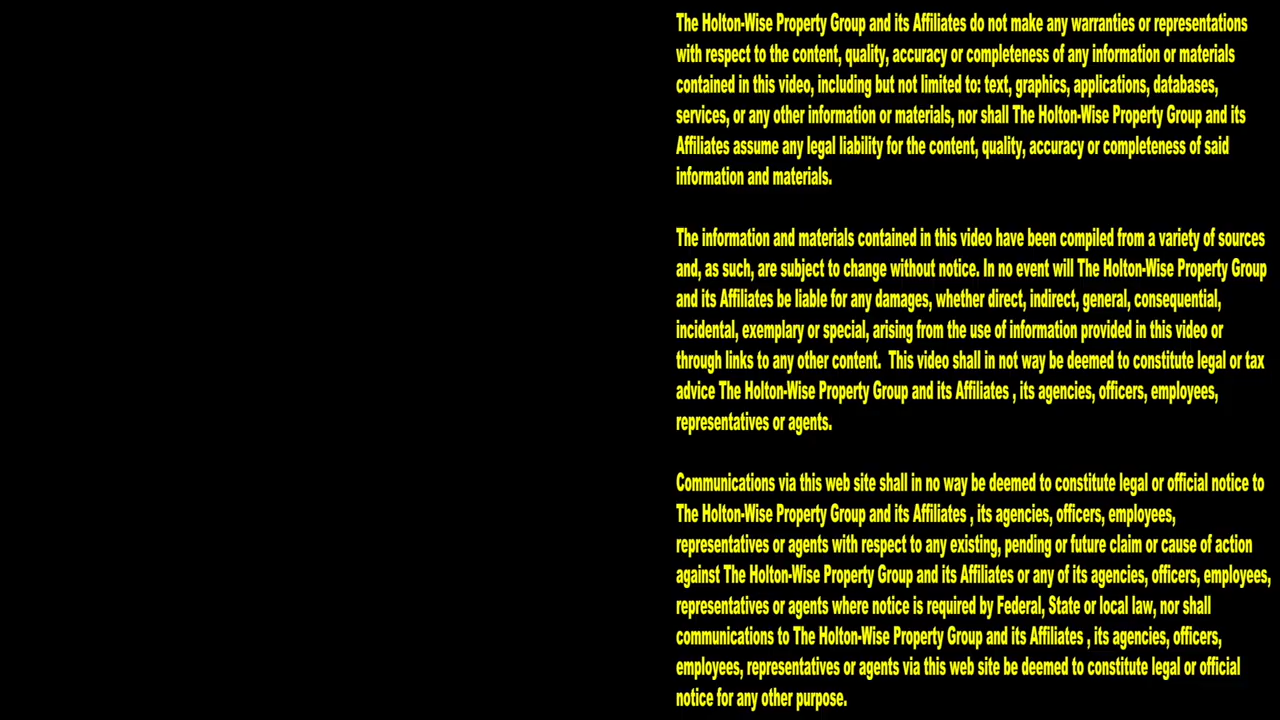 The Holton-Wise Property Group and its Affiliates do not make any warranties or representations
with respect to the content, quality, accuracy or completeness of any information or materials
contained in this video, including but not limited to: text, graphics, applications, databases,
services, or any other information or materials, nor shall The Holton-Wise Property Group and its
Affiliates assume any legal liability for the content, quality, accuracy or completeness of said
information and materials.
The information and materials contained in this video have been compiled from a variety of sources
and, as such, are subject to change without notice. In no event will The Holton-Wise Property Group
and its Affiliates be liable for any damages, whether direct, indirect, general, consequential,
incidental, exemplary or special, arising from the use of information provided in this video or
through links to any other content.  This video shall in not way be deemed to constitute legal or tax
advice The Holton-Wise Property Group and its Affiliates , its agencies, officers, employees,
representatives or agents.
Communications via this web site shall in no way be deemed to constitute legal or official notice to
The Holton-Wise Property Group and its Affiliates , its agencies, officers, employees,
representatives or agents with respect to any existing, pending or future claim or cause of action
against The Holton-Wise Property Group and its Affiliates or any of its agencies, officers, employees,
representatives or agents where notice is required by Federal, State or local law, nor shall
communications to The Holton-Wise Property Group and its Affiliates , its agencies, officers,
employees, representatives or agents via this web site be deemed to constitute legal or official
notice for any other purpose.